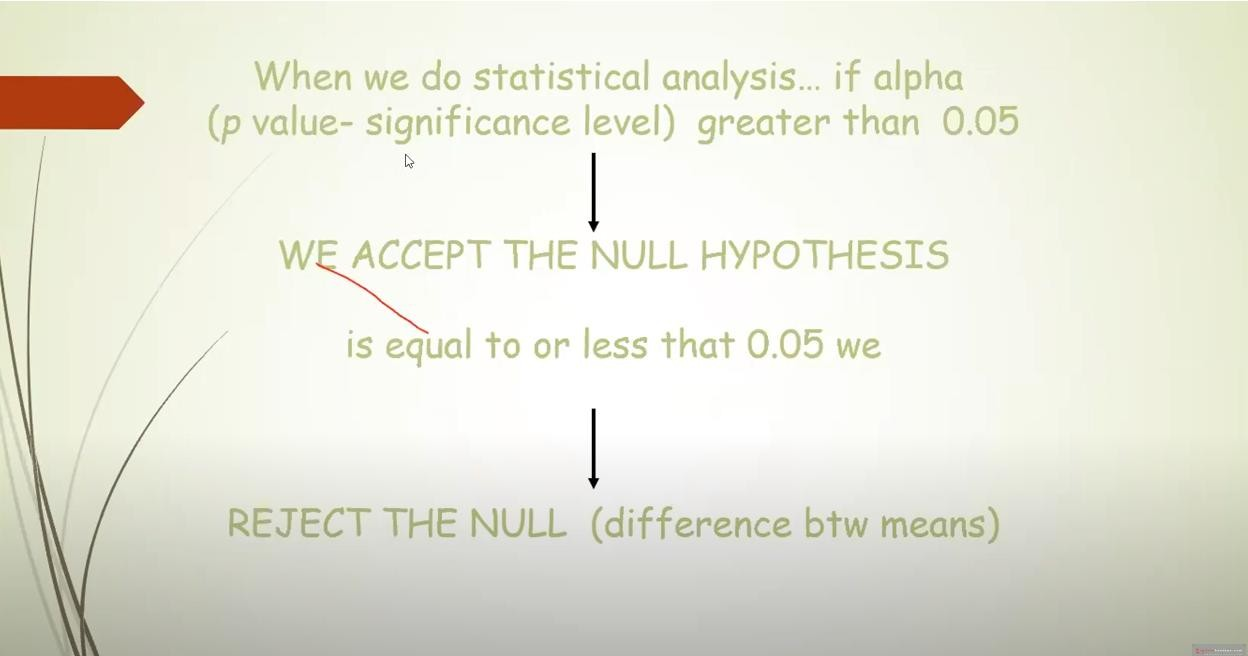 When we do statistical analysis... if alpha
(p value- significance level) greater than 0.05
WE ACCEPT THE NULL HYPOTHESIS
is equal to or less that 0.05 we
REJECT THE NULL (difference btw means)